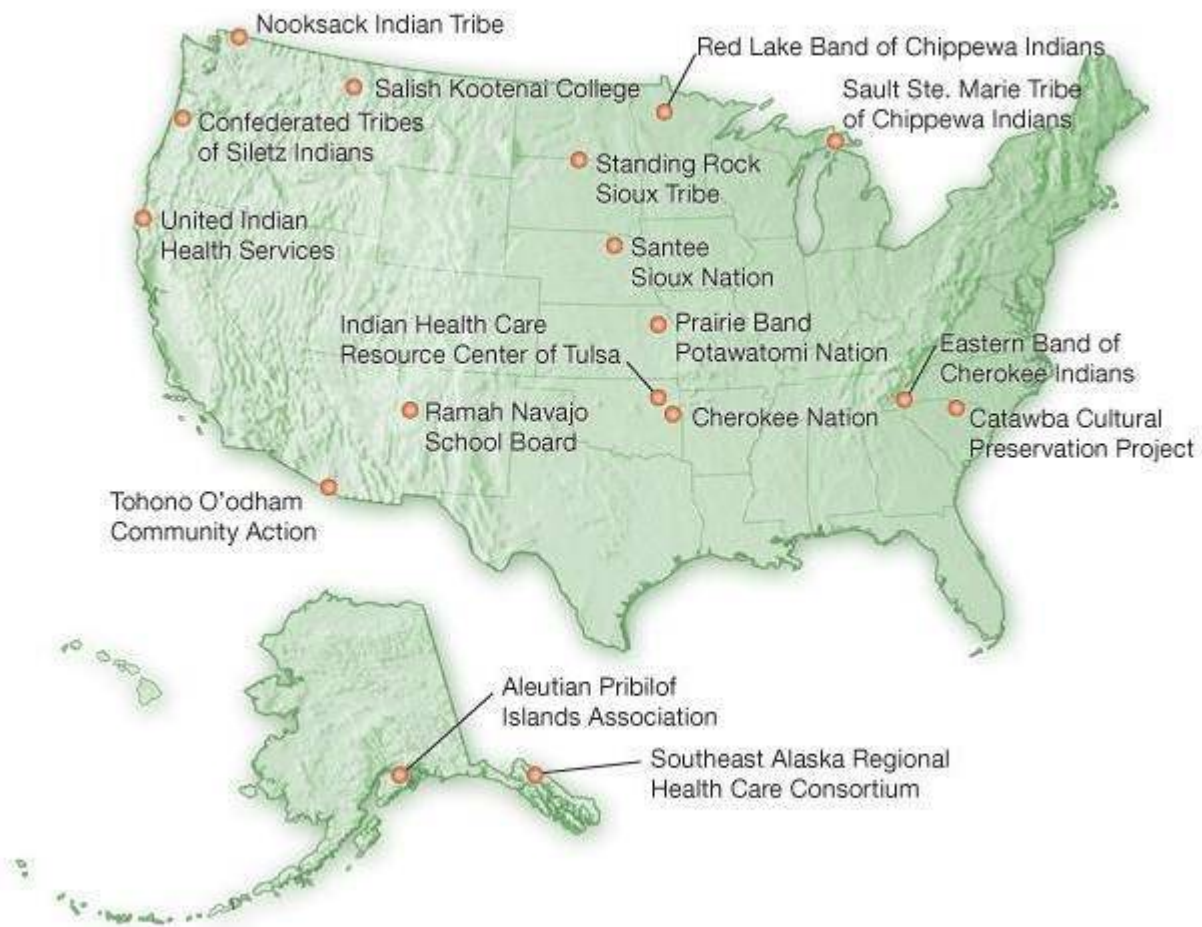 Nooksack Indian Tribe
Red Lake Band of Chippewa Indians
Salish Kootenai College
Sault Ste. Marie Tribe
of Chippewa Indians
Confederated Tribes
of Siletz Indians
Standing Rock
Sioux Tribe
United Indian
Health Services
Santee
Sioux Nation
Indian Health Care
Resource Center of Tulsa
Prairie Band
Potawatomi Nation
Eastern Band of
Cherokee Indians
Ramah Navajo
School Board
Cherokee Nation
Catawba Cultural
Preservation Project
Tohono O'odham
Community Action
Aleutian Pribilof
Islands Association
Southeast Alaska Regional
Health Care Consortium